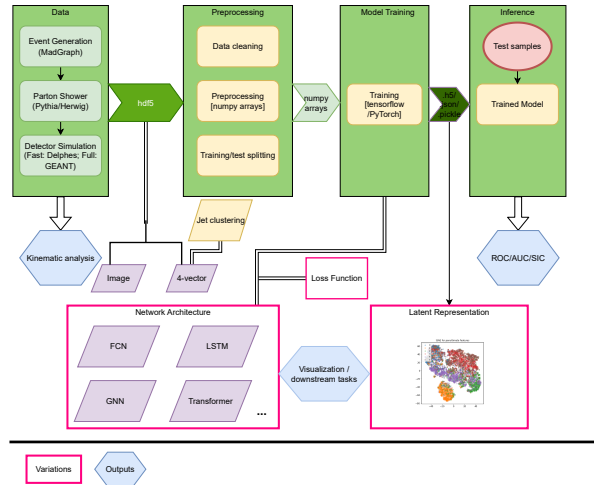 Data
Preprocessing
Model Training
Inference
Event Generation
(MadGraph)
Parton Shower
(Pythia/Herwig)
Detector Simulation
(Fast: Delphes; Full:
GEANT)
hdf5
Data cleaning
Preprocessing
[numpy arrays]
Training/test splitting
numpy
arrays
Training
[tensorflow
/PyTorch]
.h5/
json/
.pickle
Test samples
Trained Model
Jet clustering
Kinematic analysis
Image
4-vector
ROC/AUC/SIC
Loss Function
Network Architecture
FCN
LSTM
GNN
Transformer
...
Visualization /
downstream tasks
Latent Representation
Variations
Outputs